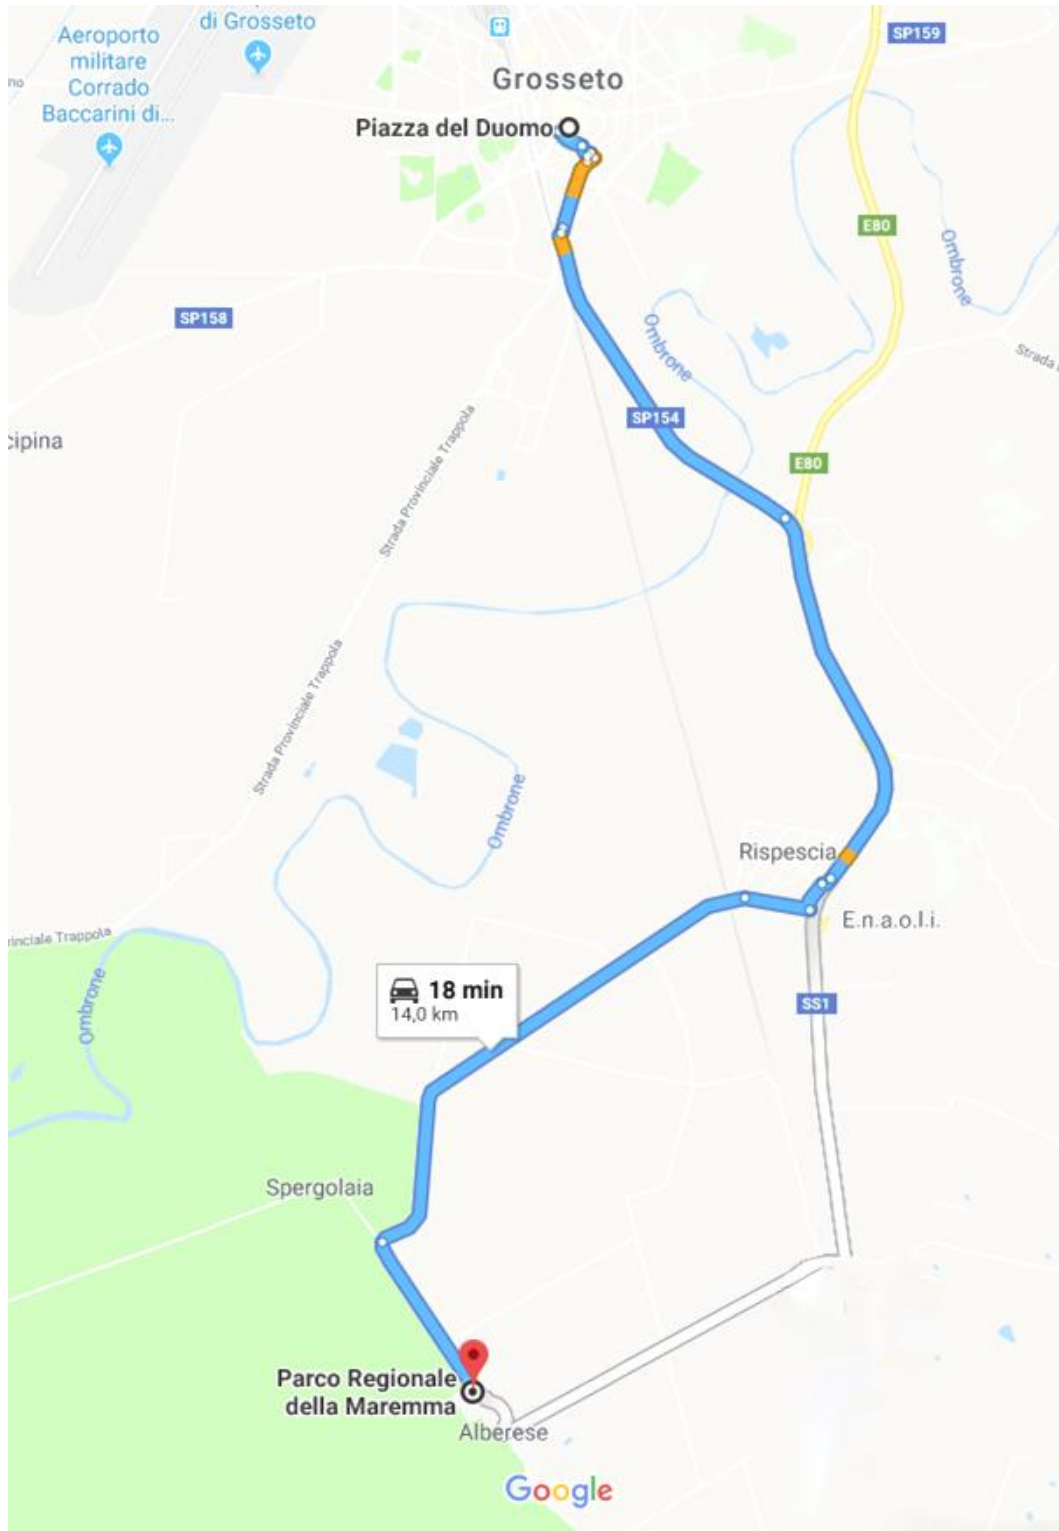 di Grosseto
Aeroporto
militare
Corrado
Baccarini di...
SP159
Grosseto
Piazza del Duomo
E80
Ombrone
SP158
Ombrone
Strada
SP154
cipina
Strada Provinciale Trappola
E80
Strada Provinciale Trappola
Ombrone
Rispescia
E.n.a.o.l.i.
inciale Trappola
Ombrone
18 min
14,0 km
SS1
Spergolaia
Parco Regionale
della Maremma
Alberese
Google